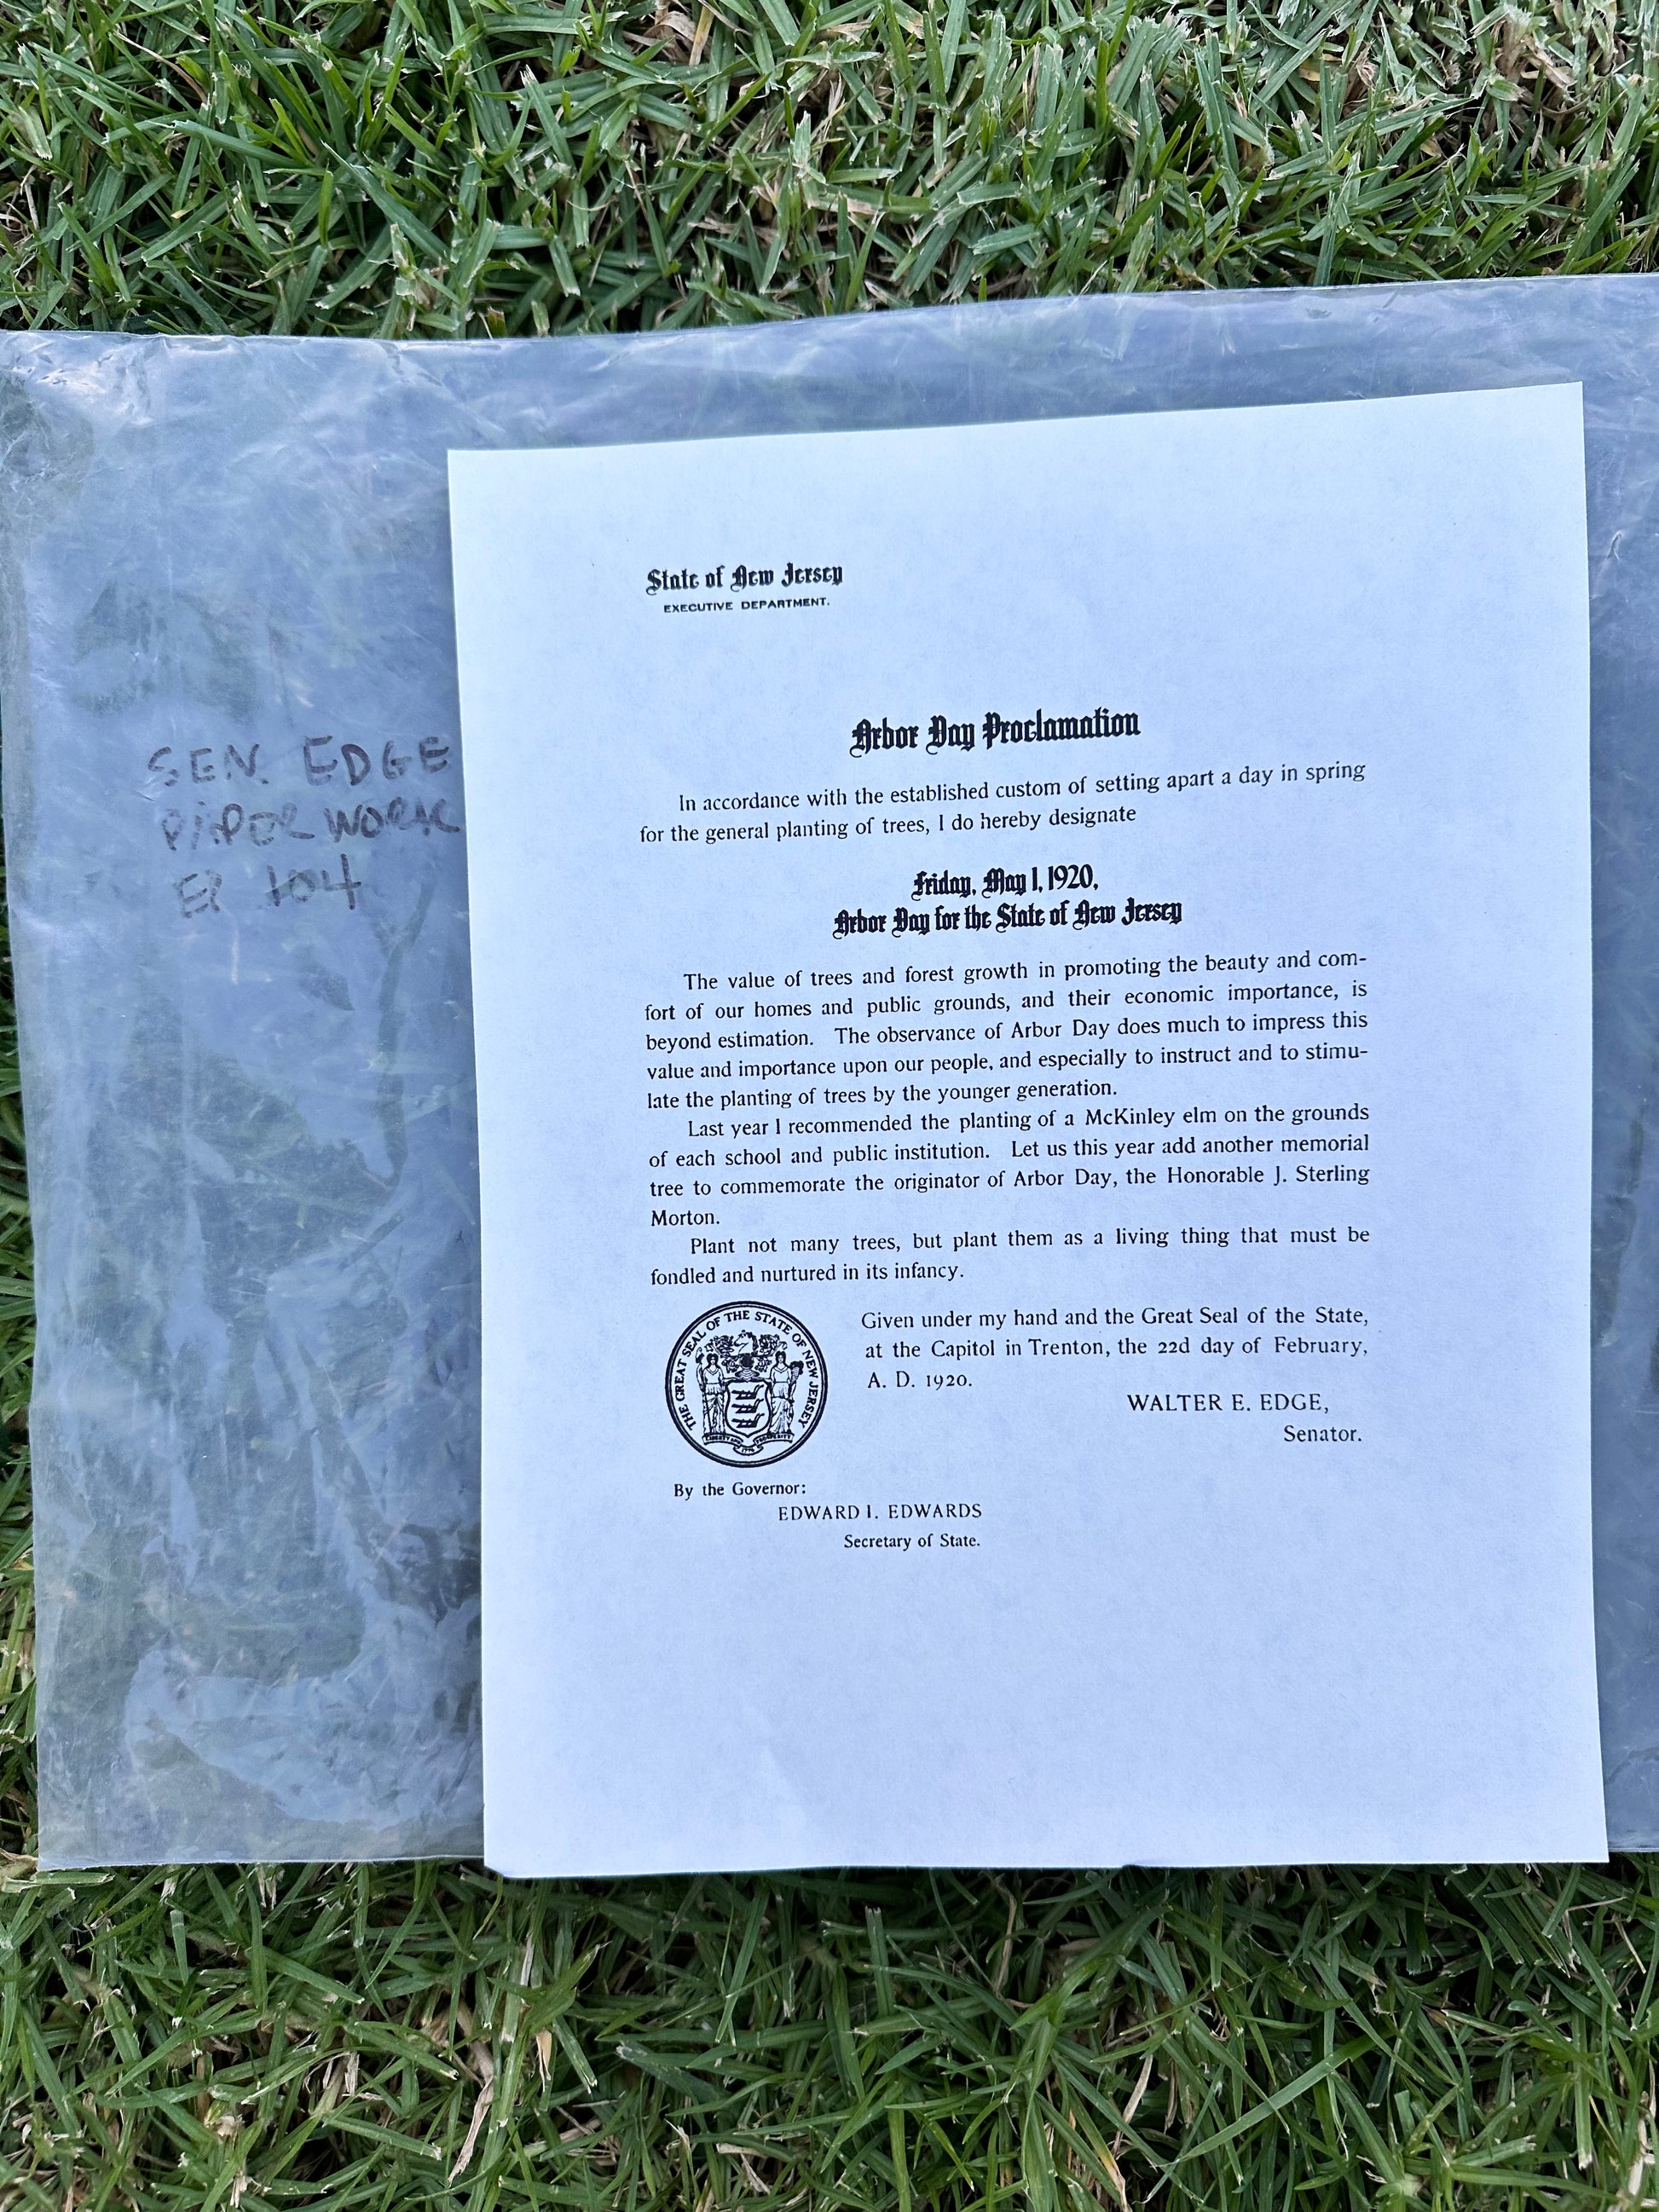 SEN. EDGE
PAPERWORK
EP 104
State of New Jersey
EXECUTIVE DEPARTMENT.
Arbor Day Proclamation
In accordance with the established custom of setting apart a day in spring
for the general planting of trees, I do hereby designate
Friday, May 1, 1920,
Arbor Day for the State of New Jersey
The value of trees and forest growth in promoting the beauty and com-
fort of our homes and public grounds, and their economic importance, is
beyond estimation. The observance of Arbor Day does much to impress this
value and importance upon our people, and especially to instruct and to stimu-
late the planting of trees by the younger generation.
Last year I recommended the planting of a McKinley elm on the grounds
of each school and public institution. Let us this year add another memorial
tree to commemorate the originator of Arbor Day, the Honorable J. Sterling
Morton.
Plant not many trees, but plant them as a living thing that must be
fondled and nurtured in its infancy.
THE GREAT SEAL OF THE STATE OF NEW JERSEY
LIBERTY AND PROSPERITY
1776
Given under my hand and the Great Seal of the State,
at the Capitol in Trenton, the 22d day of February,
A. D. 1920.
WALTER E. EDGE,
Senator.
By the Governor:
EDWARD I. EDWARDS
Secretary of State.